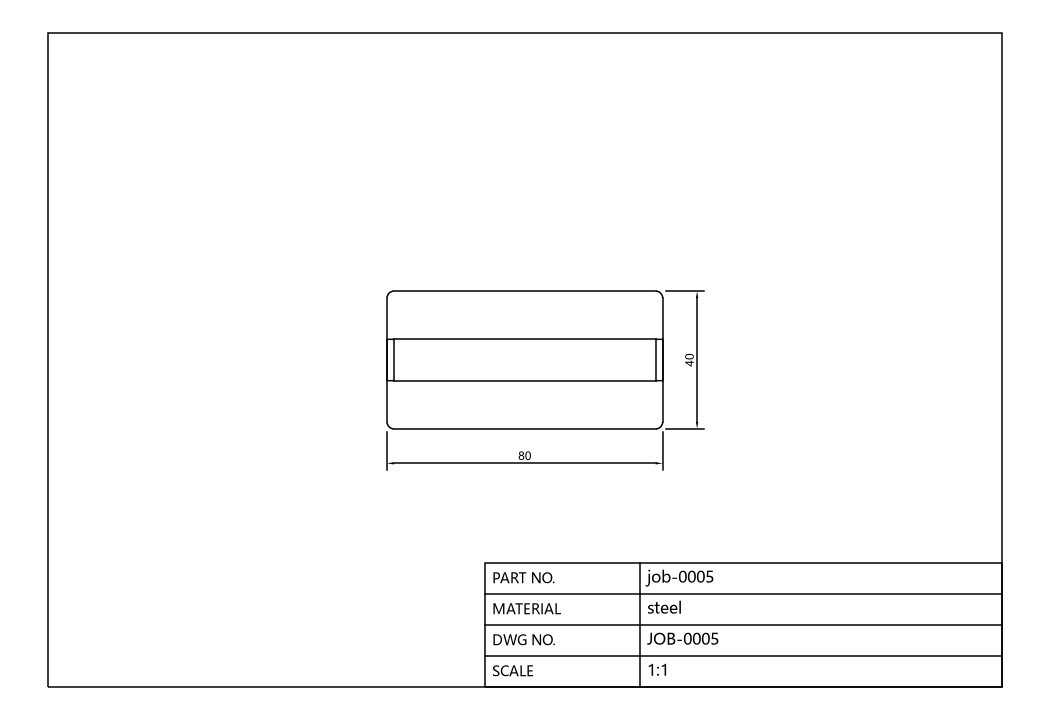 40
80
PART NO. job-0005
MATERIAL steel
DWG NO. JOB-0005
SCALE 1:1